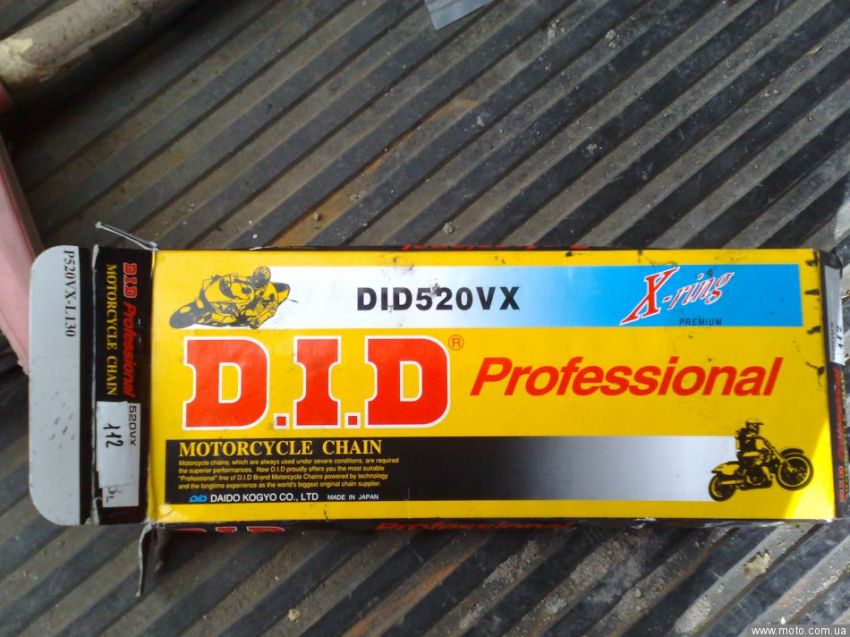 DID520VX
X-ring
PREMIUM
D.I.D® Professional
MOTORCYCLE CHAIN
Motorcycle chains, which are always used under severe conditions, are required
the superior performances. Now D.I.D proudly offers you the most suitable
"Professional" line of D.I.D Brand Motorcycle Chains powered by technology
and the longtime experience as the world's biggest original chain supplier.
DID DAIDO KOGYO CO., LTD MADE IN JAPAN
P520VX-L130
D.I.D Professional
MOTORCYCLE CHAIN
520VX
112
D.I.D Professional
www.moto.com.ua